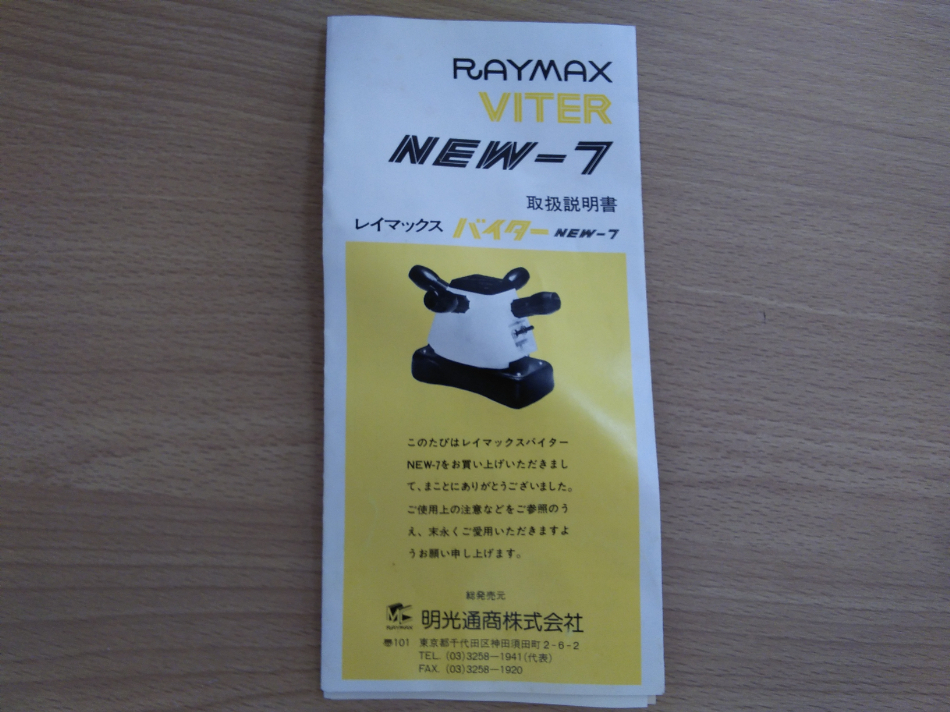 RAYMAX
VITER
NEW-7
取扱説明書
レイマックス バイター NEW-7
このたびはレイマックスバイター
NEW-7をお買い上げいただきまし
て、まことにありがとうございました。
ご使用上の注意などをご参照のう
え、末永くご愛用いただきますよ
うお願い申し上げます。
総発売元
明光通商株式会社
〠101 東京都千代田区神田須田町2-6-2
TEL. (03)3258-1941(代表)
FAX. (03)3258-1920